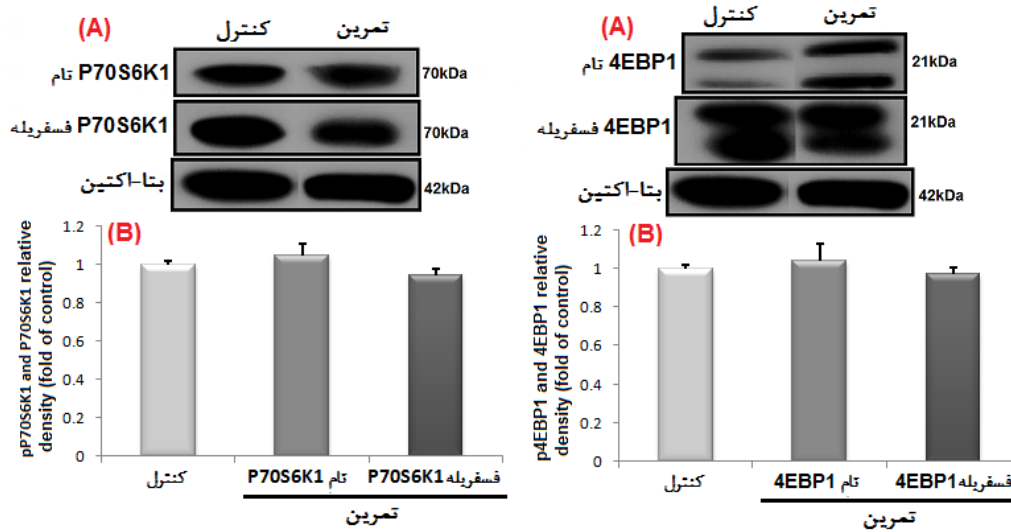 (A)
کنترل
تمرین
P70S6K1 تام
70kDa
P70S6K1 فسفریله
70kDa
بتا-اکتین
42kDa
(B)
pP70S6K1 and P70S6K1 relative
density (fold of control)
1.2
1
0.8
0.6
0.4
0.2
0
کنترل
P70S6K1 تام
P70S6K1 فسفریله
تمرین
(A)
کنترل
تمرین
4EBP1 تام
21kDa
4EBP1 فسفریله
21kDa
بتا-اکتین
42kDa
(B)
p4EBP1 and 4EBP1 relative
density (fold of control)
1.2
1
0.8
0.6
0.4
0.2
0
کنترل
4EBP1 تام
4EBP1 فسفریله
تمرین